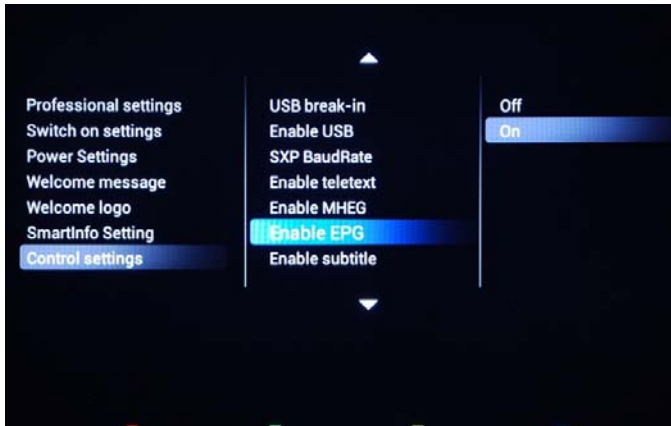 Professional settings
Switch on settings
Power Settings
Welcome message
Welcome logo
SmartInfo Setting
Control settings
USB break-in
Enable USB
SXP BaudRate
Enable teletext
Enable MHEG
Enable EPG
Enable subtitle
Off
On